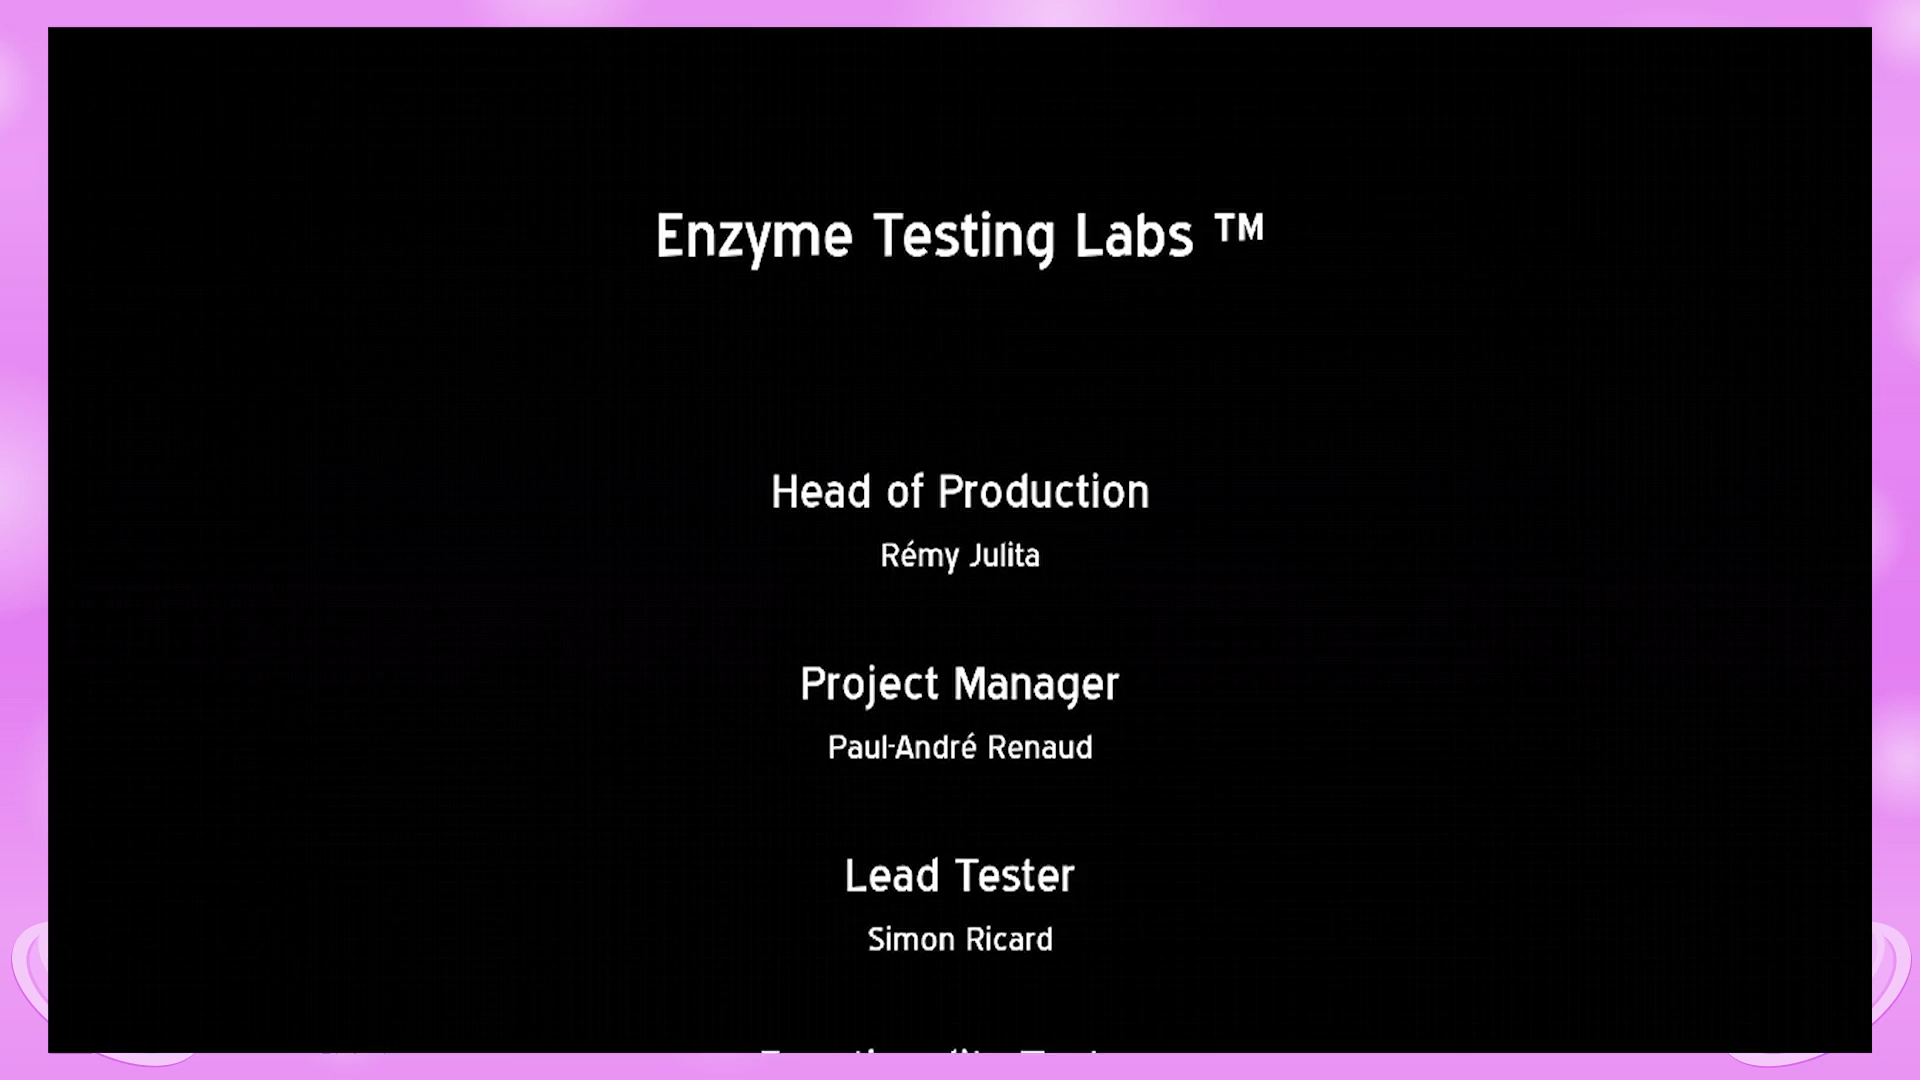 Enzyme Testing Labs ™
Head of Production
Rémy Julita
Project Manager
Paul-André Renaud
Lead Tester
Simon Ricard